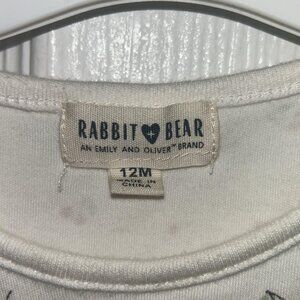 RABBIT BEAR
AN EMILY AND OLIVER™ BRAND
12M
MADE IN
CHINA